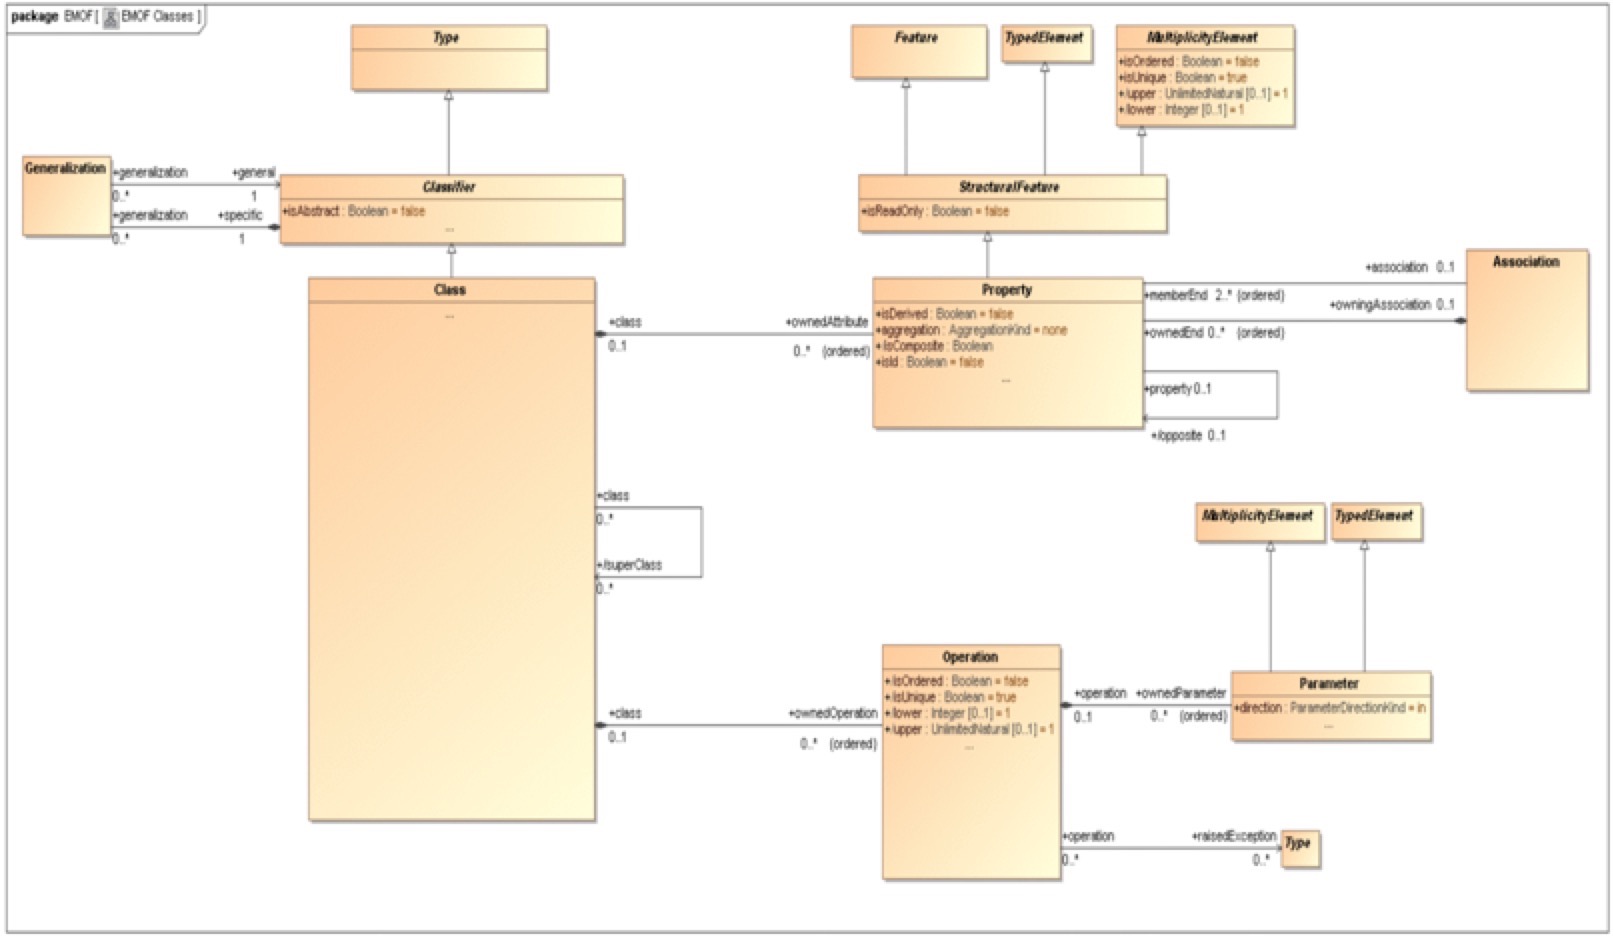 package EMOF [ EMOF Classes ]
Type
Feature
TypedElement
MultiplicityElement
+isOrdered : Boolean = false
+isUnique : Boolean = true
+/upper : UnlimitedNatural [0..1] = 1
+/lower : Integer [0..1] = 1
Generalization
+generalization
+general
0..*
1
+generalization
+specific
0..*
1
Classifier
+isAbstract : Boolean = false
...
StructuralFeature
+isReadOnly : Boolean = false
Class
...
+class
0..1
+ownedAttribute
0..* {ordered}
Property
+isDerived : Boolean = false
+aggregation : AggregationKind = none
+/isComposite : Boolean
+isId : Boolean = false
...
+association 0..1
+memberEnd 2..* {ordered}
+owningAssociation 0..1
+ownedEnd 0..* {ordered}
Association
+property 0..1
+/opposite 0..1
+class
0..*
+/superClass
0..*
MultiplicityElement
TypedElement
+class
0..1
+ownedOperation
0..* {ordered}
Operation
+/isOrdered : Boolean = false
+/isUnique : Boolean = true
+/lower : Integer [0..1] = 1
+/upper : UnlimitedNatural [0..1] = 1
...
+operation
0..1
+ownedParameter
0..* {ordered}
Parameter
+direction : ParameterDirectionKind = in
...
+operation
0..*
+raisedException
0..*
Type